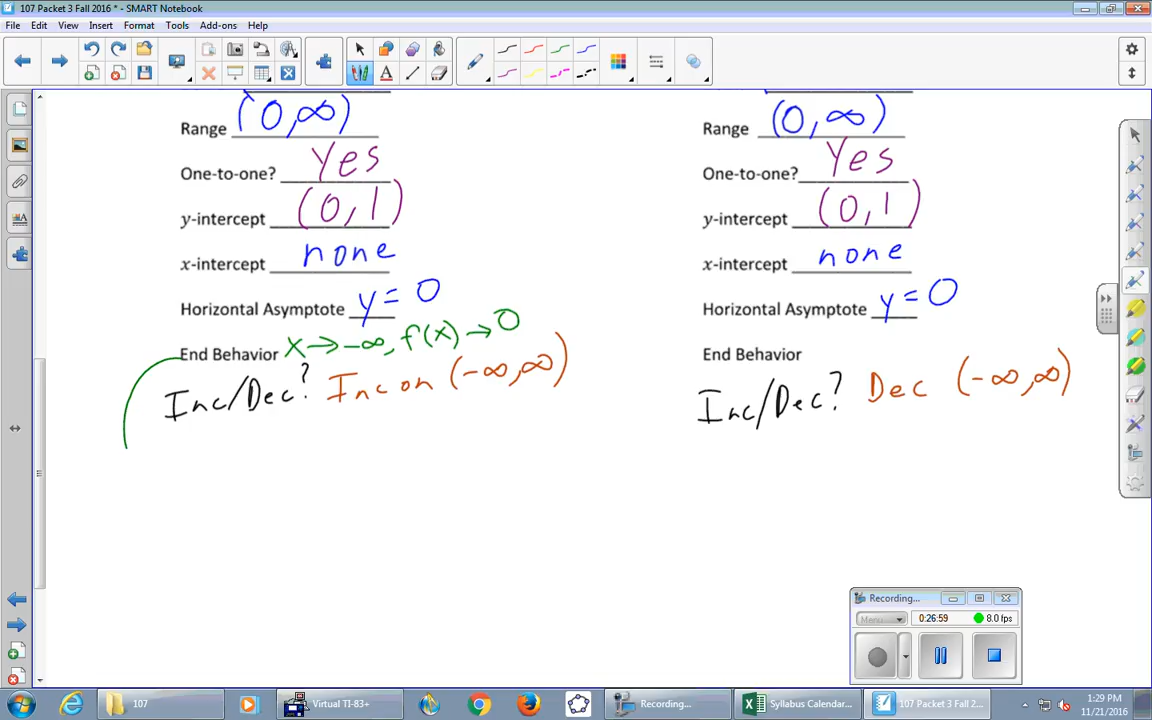 107 Packet 3 Fall 2016 * - SMART Notebook
File Edit View Insert Format Tools Add-ons Help
Range (0,∞)
One-to-one? Yes
y-intercept (0,1)
x-intercept none
Horizontal Asymptote y = 0
End Behavior x → -∞, f(x) → 0
Inc/Dec? Inc on (-∞,∞)
Range (0,∞)
One-to-one? Yes
y-intercept (0,1)
x-intercept none
Horizontal Asymptote y = 0
End Behavior
Inc/Dec? Dec (-∞,∞)
Recording...
Menu
0:26:59 8.0 fps
107
Virtual TI-83+
Recording...
Syllabus Calendar...
107 Packet 3 Fall 2...
1:29 PM
11/21/2016